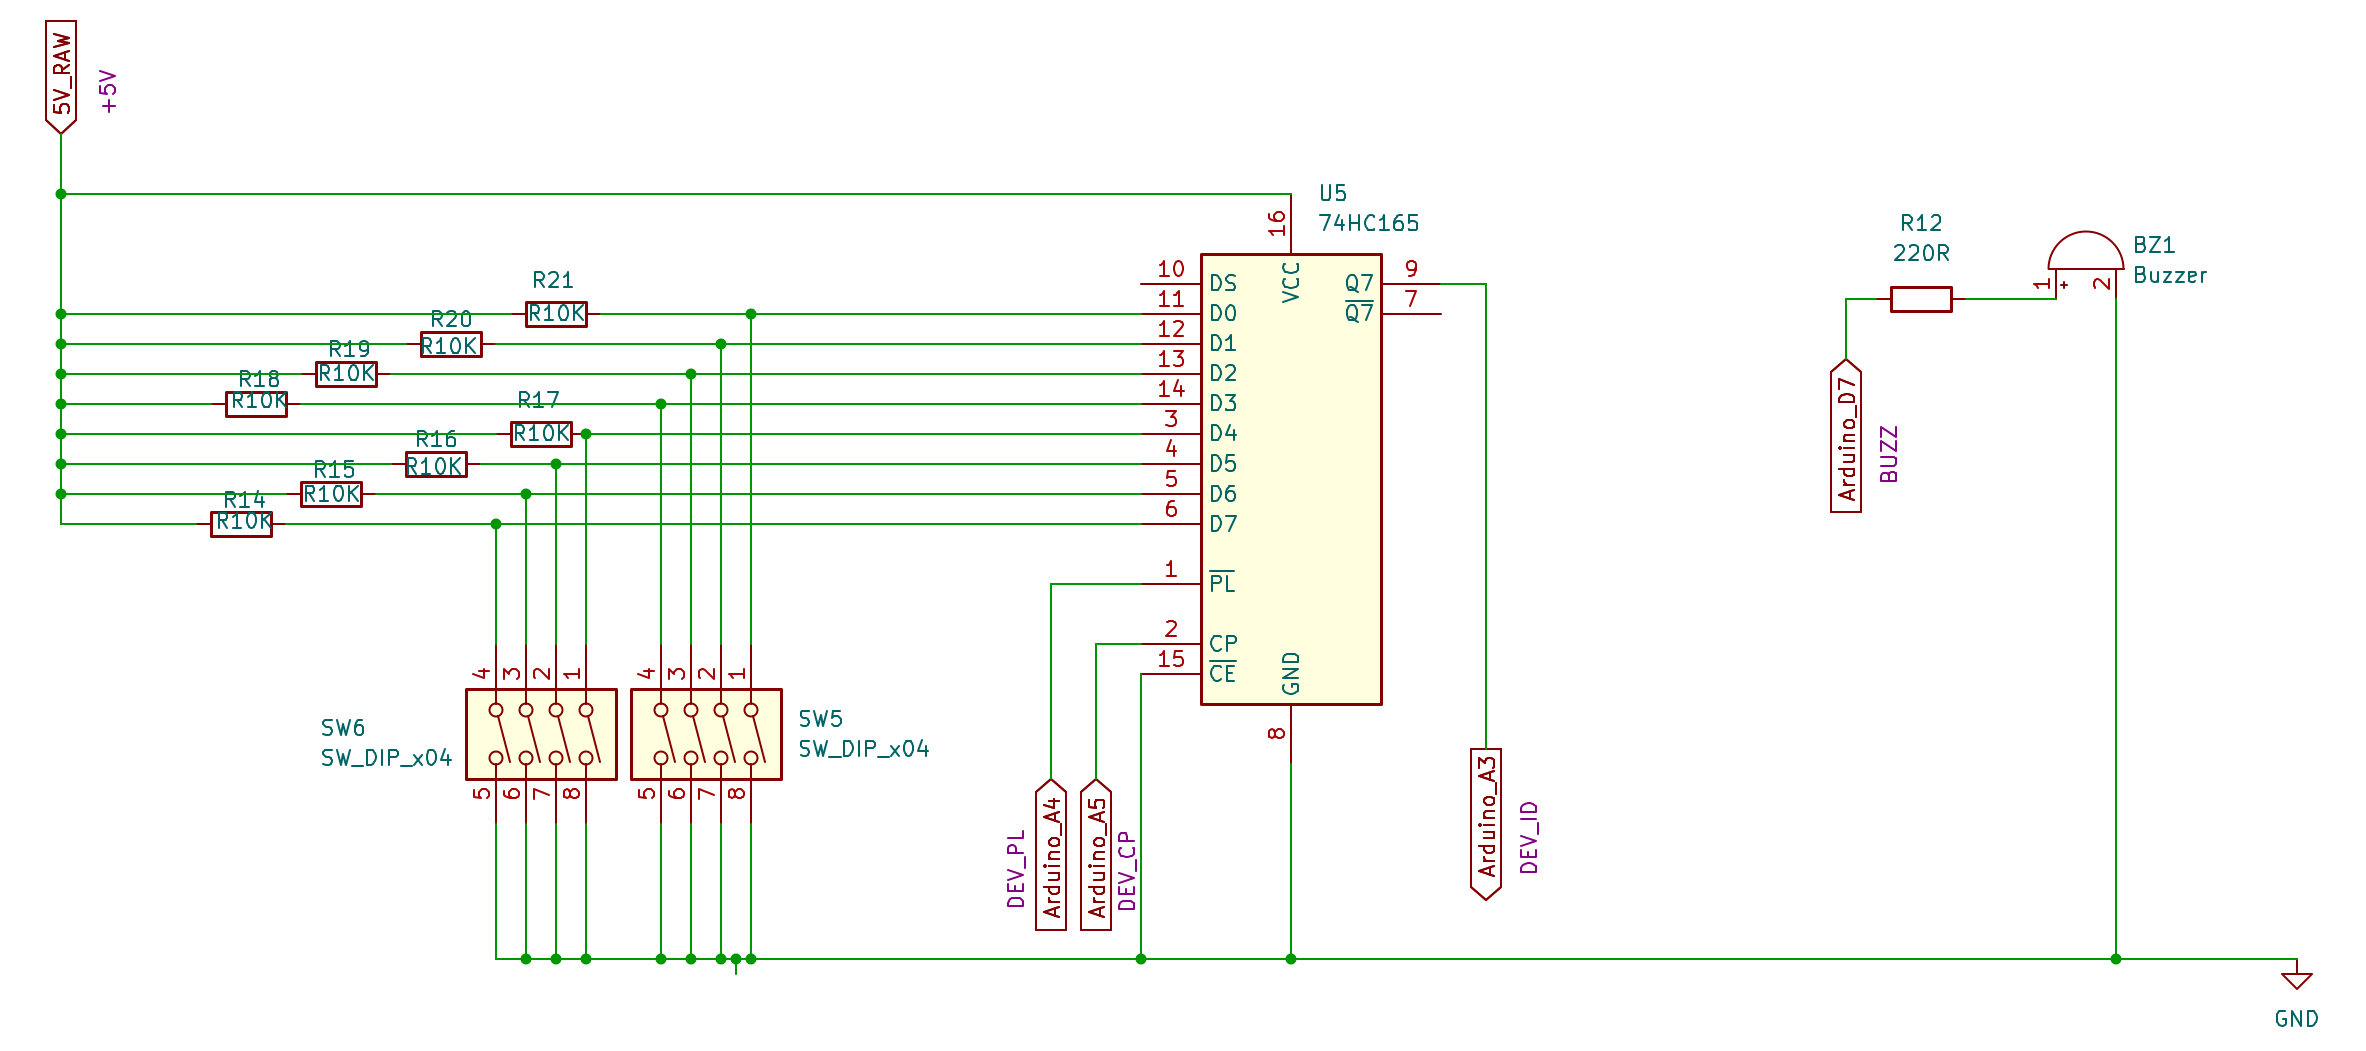 5V_RAW
+5V
U5
74HC165
16
VCC
10
DS
11
D0
12
D1
13
D2
14
D3
3
D4
4
D5
5
D6
6
D7
1
PL
2
CP
15
CE
GND
8
9
Q7
7
Q7
R21
R10K
R20
R10K
R19
R10K
R18
R10K
R17
R10K
R16
R10K
R15
R10K
R14
R10K
SW6
SW_DIP_x04
4
3
2
1
5
6
7
8
4
3
2
1
5
6
7
8
SW5
SW_DIP_x04
DEV_PL
Arduino_A4
Arduino_A5
DEV_CP
Arduino_A3
DEV_ID
R12
220R
BZ1
Buzzer
1
+
2
Arduino_D7
BUZZ
GND